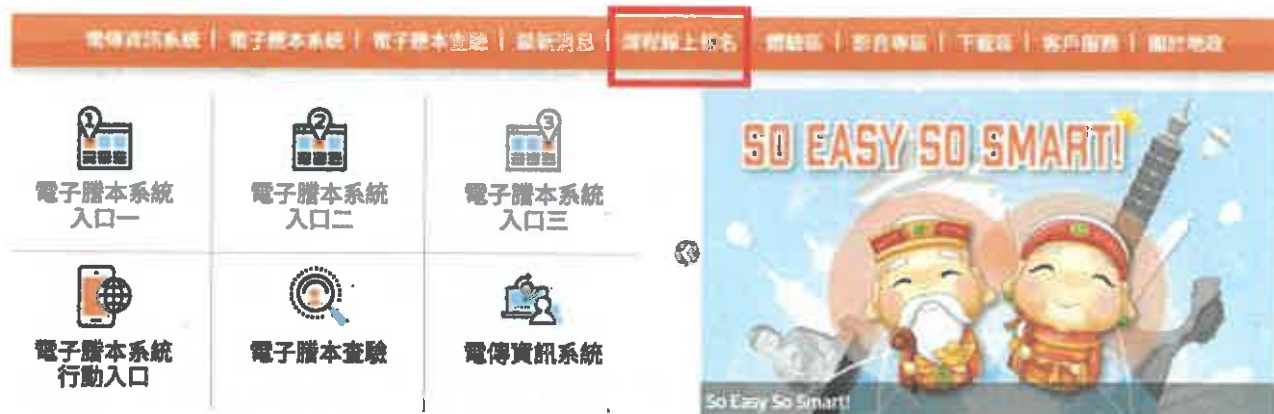 電傳資訊系統 | 電子謄本系統 | 電子謄本查驗 | 最新消息 | 課程線上報名 | 體驗區 | 影音專區 | 下載區 | 客戶服務 | 關於地政
1
2
3
電子謄本系統
入口一
電子謄本系統
入口二
電子謄本系統
入口三
SO EASY SO SMART!
電子謄本系統
行動入口
電子謄本查驗
電傳資訊系統
So Easy So Smart!